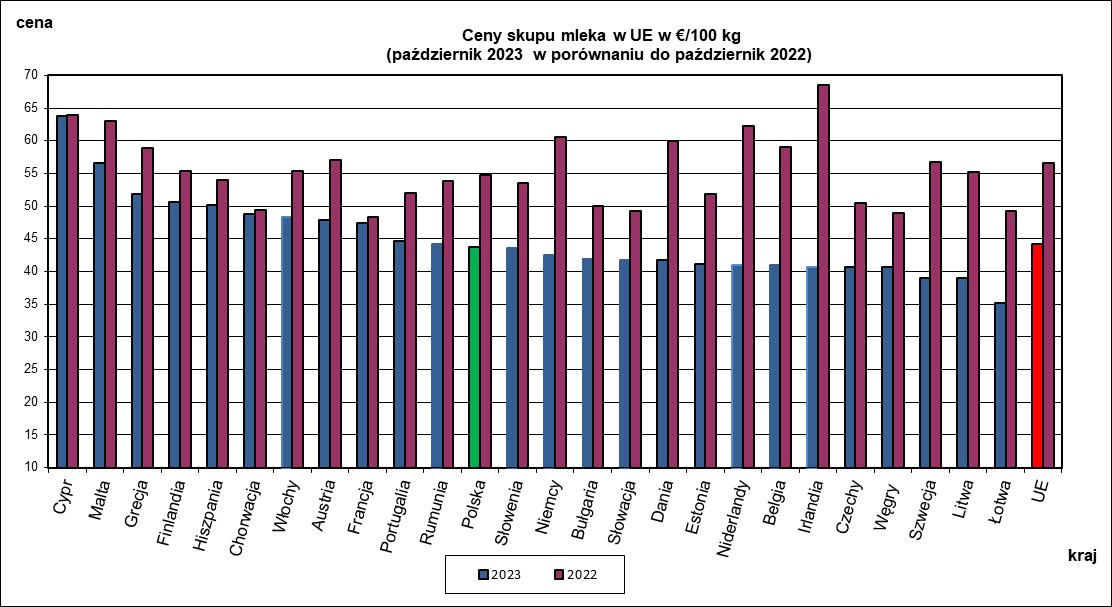 cena
Ceny skupu mleka w UE w €/100 kg
(październik 2023 w porównaniu do październik 2022)
70
65
60
55
50
45
40
35
30
25
20
15
10
Cypr
Malta
Grecja
Finlandia
Hiszpania
Chorwacja
Włochy
Austria
Francja
Portugalia
Rumunia
Polska
Słowenia
Niemcy
Bułgaria
Słowacja
Dania
Estonia
Niderlandy
Belgia
Irlandia
Czechy
Węgry
Szwecja
Litwa
Łotwa
UE
kraj
2023 2022